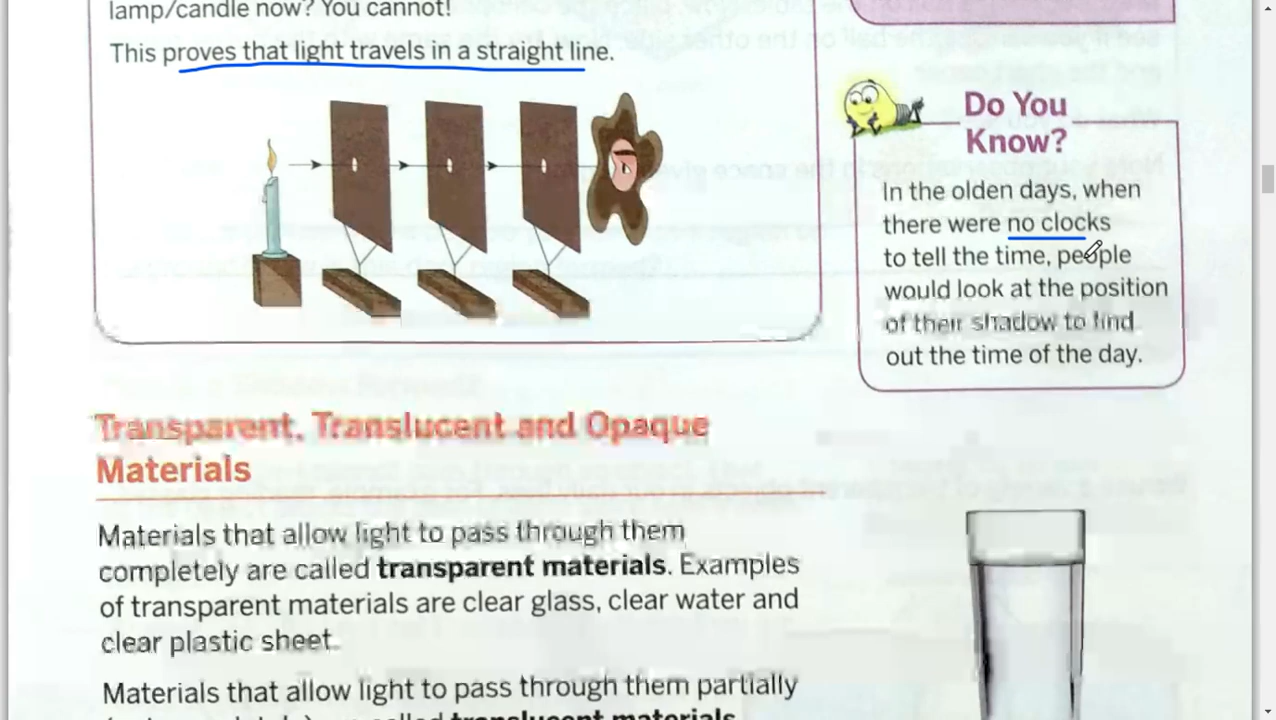 lamp/candle now? You cannot!
This proves that light travels in a straight line.
Do You
Know?
In the olden days, when
there were no clocks
to tell the time, people
would look at the position
of their shadow to find
out the time of the day.
Transparent, Translucent and Opaque
Materials
Materials that allow light to pass through them
completely are called transparent materials. Examples
of transparent materials are clear glass, clear water and
clear plastic sheet.
Materials that allow light to pass through them partially
called translucent materials.